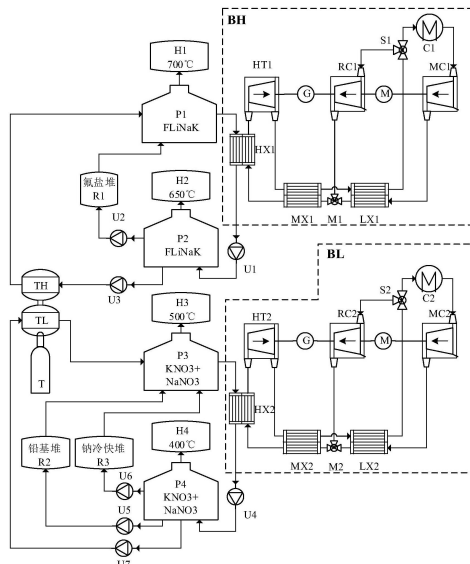 BH
H1
700℃
P1
FLiNaK
HT1
G
RC1
M
S1
C1
MC1
HX1
MX1
M1
LX1
氟盐堆
R1
U2
H2
650℃
P2
FLiNaK
U1
TH
U3
TL
T
H3
500℃
P3
KNO3+
NaNO3
BL
HT2
G
RC2
M
S2
C2
MC2
HX2
MX2
M2
LX2
铅基堆
R2
钠冷快堆
R3
H4
400℃
P4
KNO3+
NaNO3
U6
U5
U4
U7